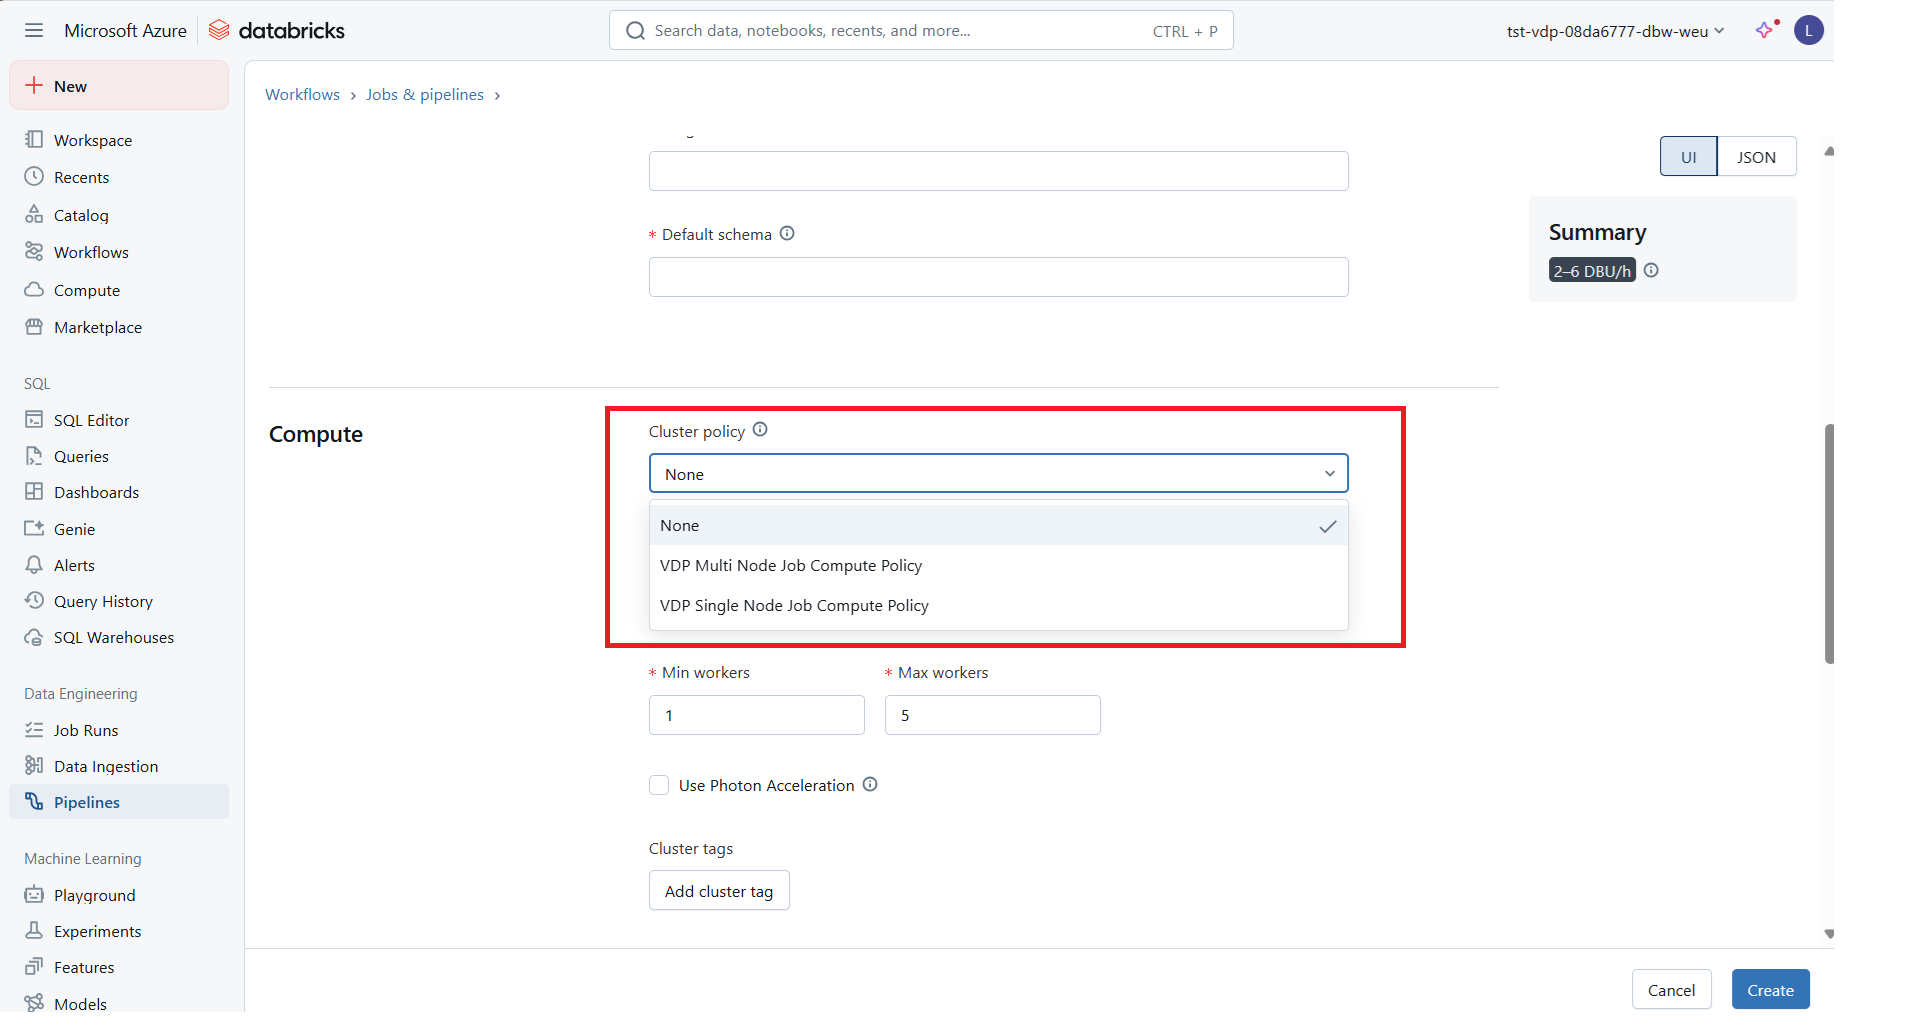 Microsoft Azure databricks
Search data, notebooks, recents, and more... CTRL + P
tst-vdp-08da6777-dbw-weu L
New
Workspace
Recents
Catalog
Workflows
Compute
Marketplace
SQL
SQL Editor
Queries
Dashboards
Genie
Alerts
Query History
SQL Warehouses
Data Engineering
Job Runs
Data Ingestion
Pipelines
Machine Learning
Playground
Experiments
Features
Models
Workflows › Jobs & pipelines ›
UI JSON
* Default schema
Summary
2–6 DBU/h
Compute
Cluster policy
None
None
VDP Multi Node Job Compute Policy
VDP Single Node Job Compute Policy
* Min workers * Max workers
1 5
Use Photon Acceleration
Cluster tags
Add cluster tag
Cancel Create